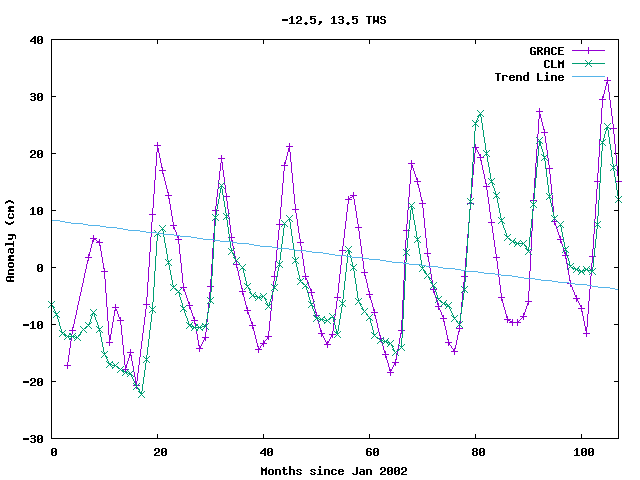 -12.5, 13.5 TWS
GRACE
CLM
Trend Line
40
30
20
10
0
-10
-20
-30
Anomaly (cm)
0 20 40 60 80 100
Months since Jan 2002